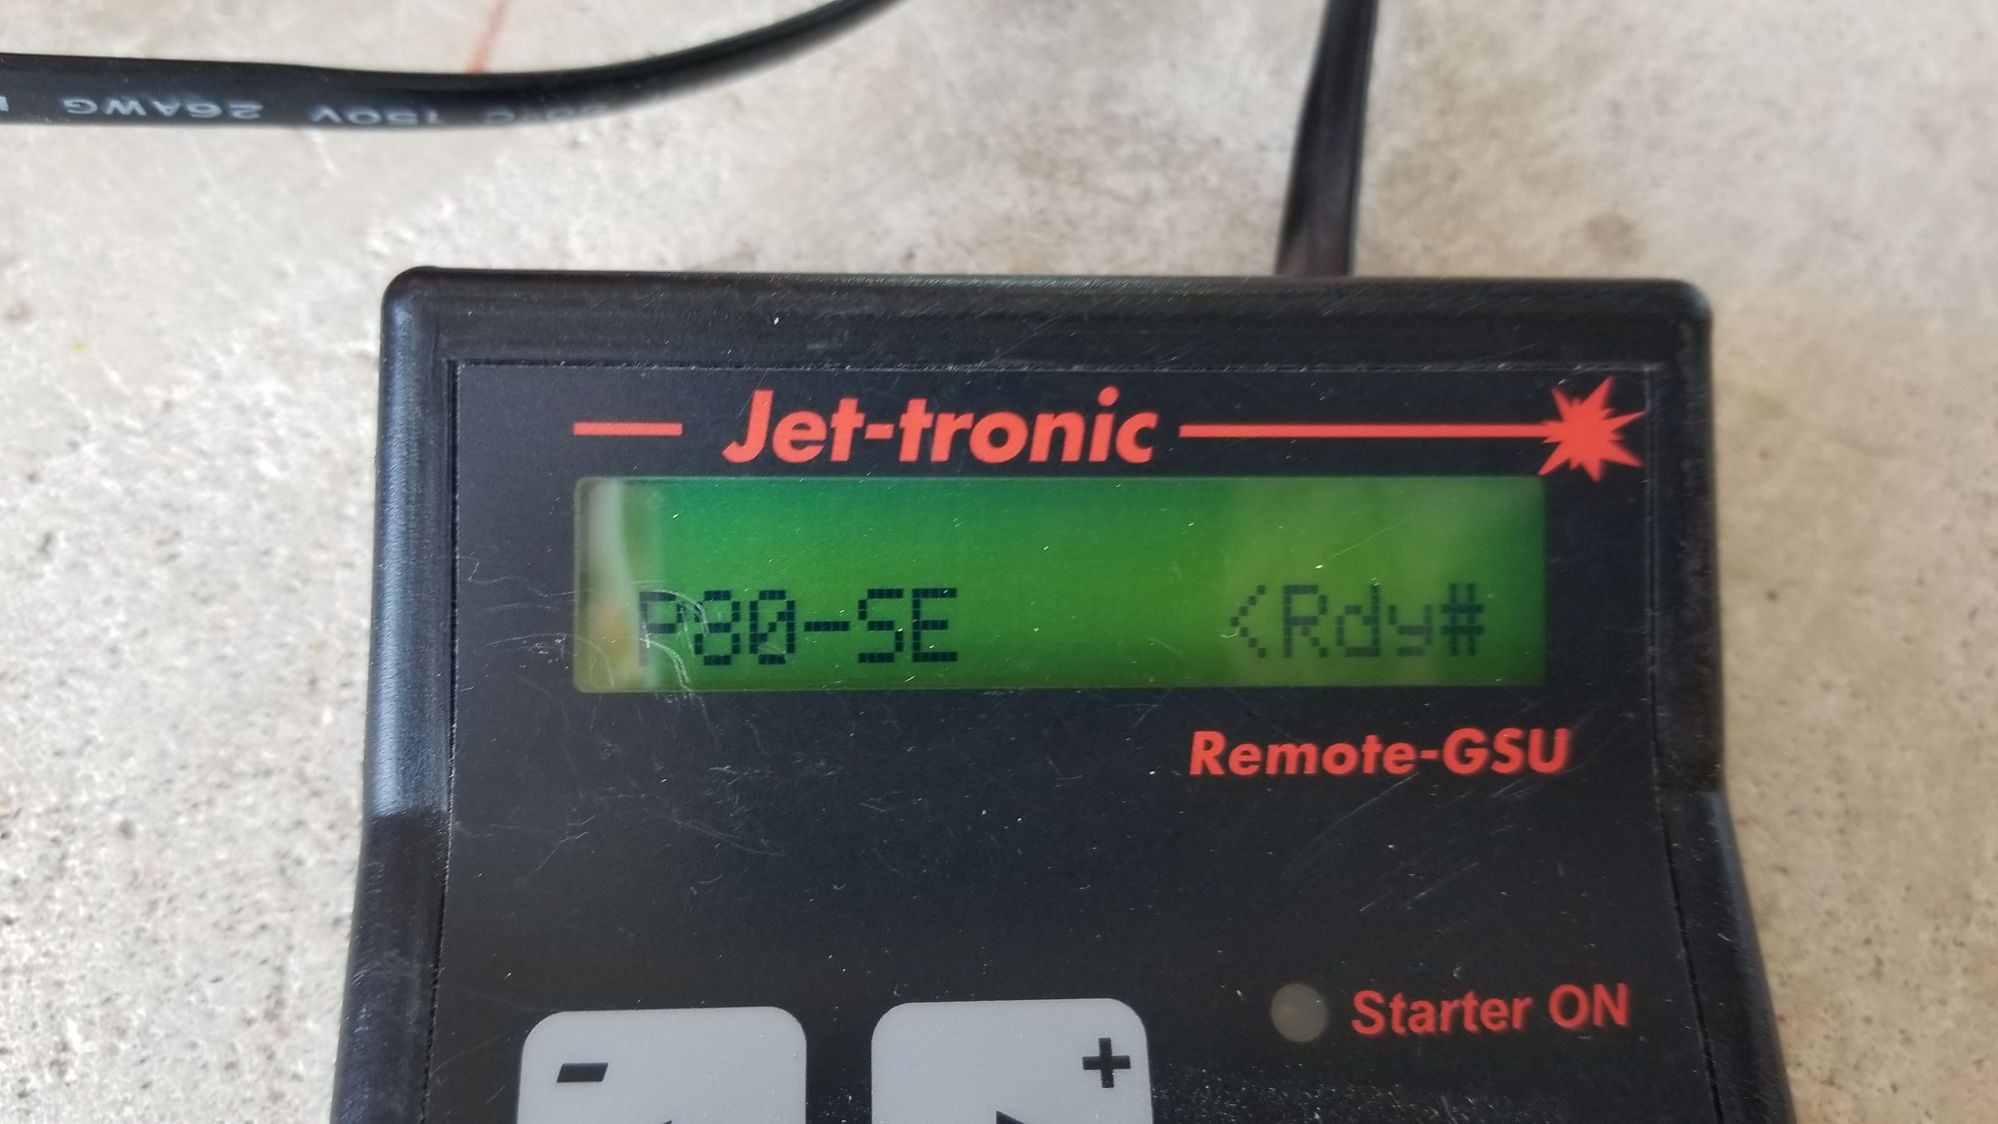 26AWG
150V
Jet-tronic
P80-SE <Rdy#
Remote-GSU
Starter ON
- +